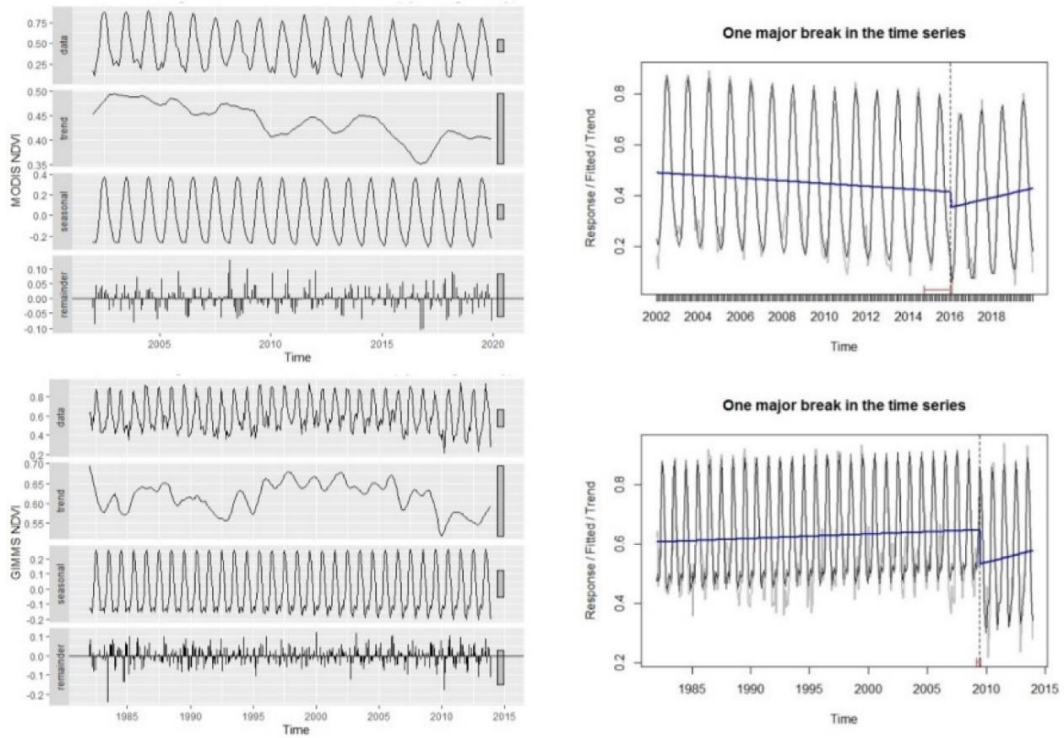 MODIS NDVI
data
0.75
0.50
0.25
trend
0.50
0.45
0.40
0.35
seasonal
0.4
0.2
0.0
-0.2
remainder
0.10
0.05
0.00
-0.05
-0.10
2005 2010 2015 2020
Time
One major break in the time series
Response / Fitted / Trend
0.8
0.6
0.4
0.2
2002 2004 2006 2008 2010 2012 2014 2016 2018
Time
GIMMS NDVI
data
0.8
0.6
0.4
0.2
trend
0.70
0.65
0.60
0.55
seasonal
0.2
0.1
0.0
-0.1
-0.2
remainder
0.1
0.0
-0.1
-0.2
1985 1990 1995 2000 2005 2010 2015
Time
One major break in the time series
Response / Fitted / Trend
0.8
0.6
0.4
0.2
1985 1990 1995 2000 2005 2010 2015
Time